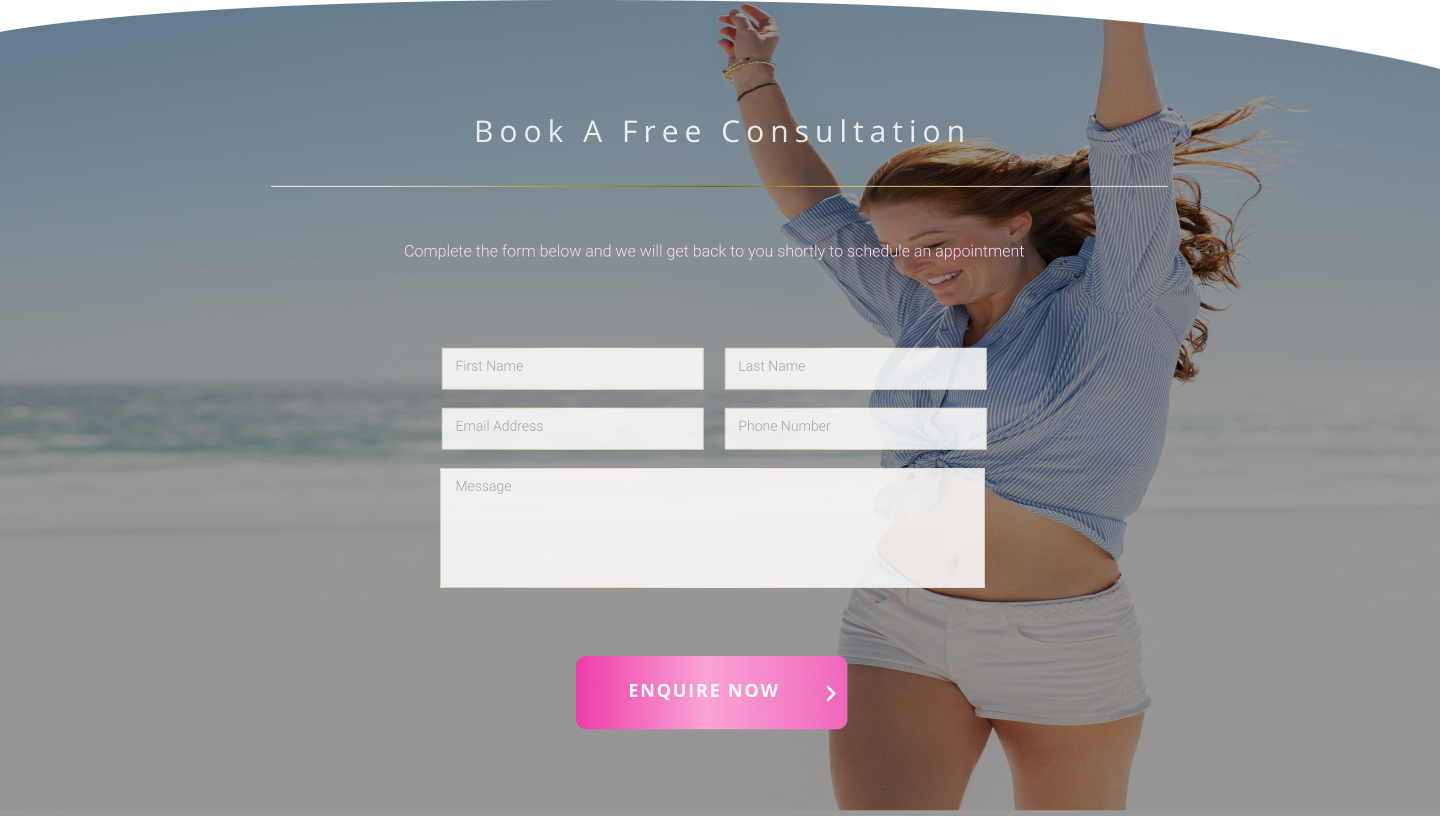 Book A Free Consultation
Complete the form below and we will get back to you shortly to schedule an appointment
First Name
Last Name
Email Address
Phone Number
Message
ENQUIRE NOW